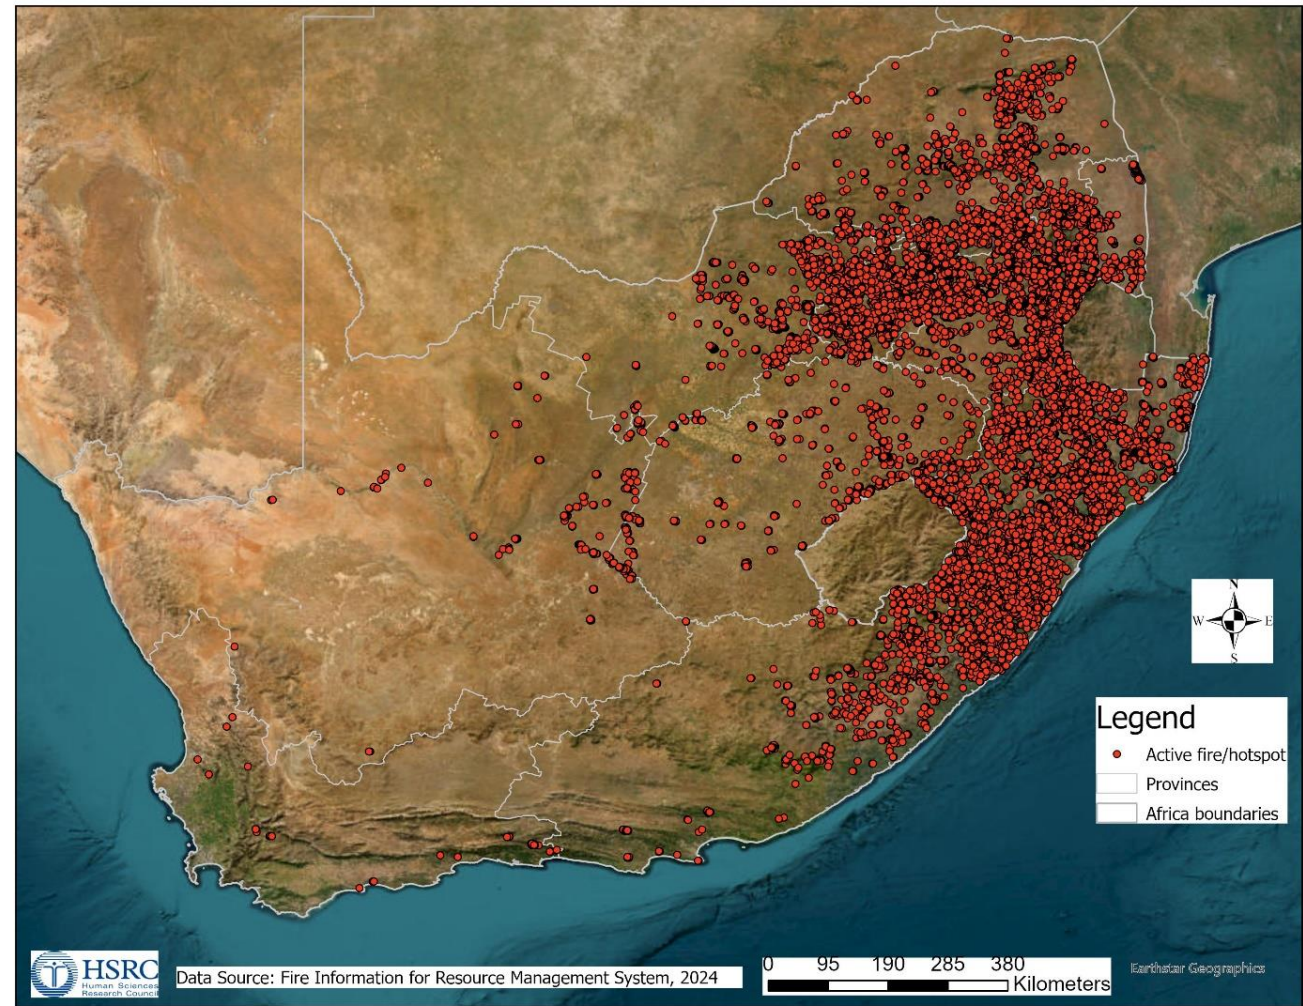 N
W E
S
Legend
Active fire/hotspot
Provinces
Africa boundaries
HSRC
Human Sciences
Research Council
Data Source: Fire Information for Resource Management System, 2024
0 95 190 285 380
Kilometers
Earthstar Geographics